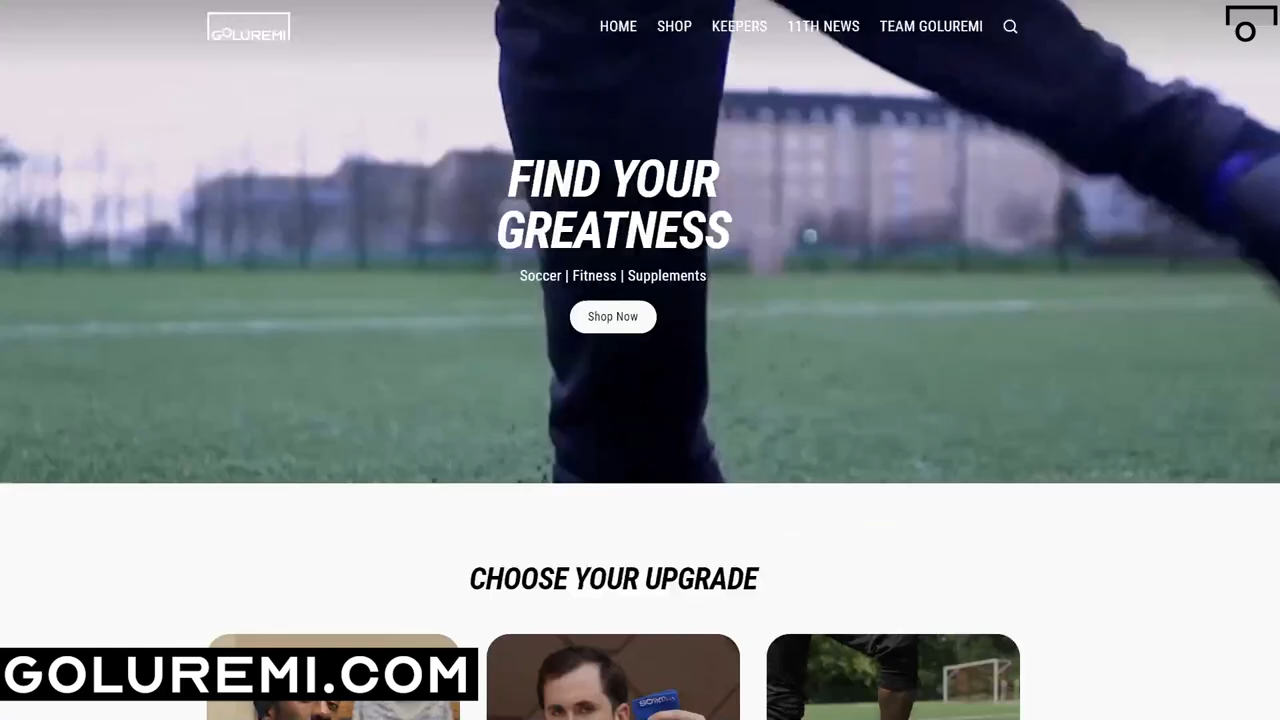 GOLUREMI
HOME SHOP KEEPERS 11TH NEWS TEAM GOLUREMI
FIND YOUR
GREATNESS
Soccer | Fitness | Supplements
Shop Now
CHOOSE YOUR UPGRADE
GOLUREMI.COM